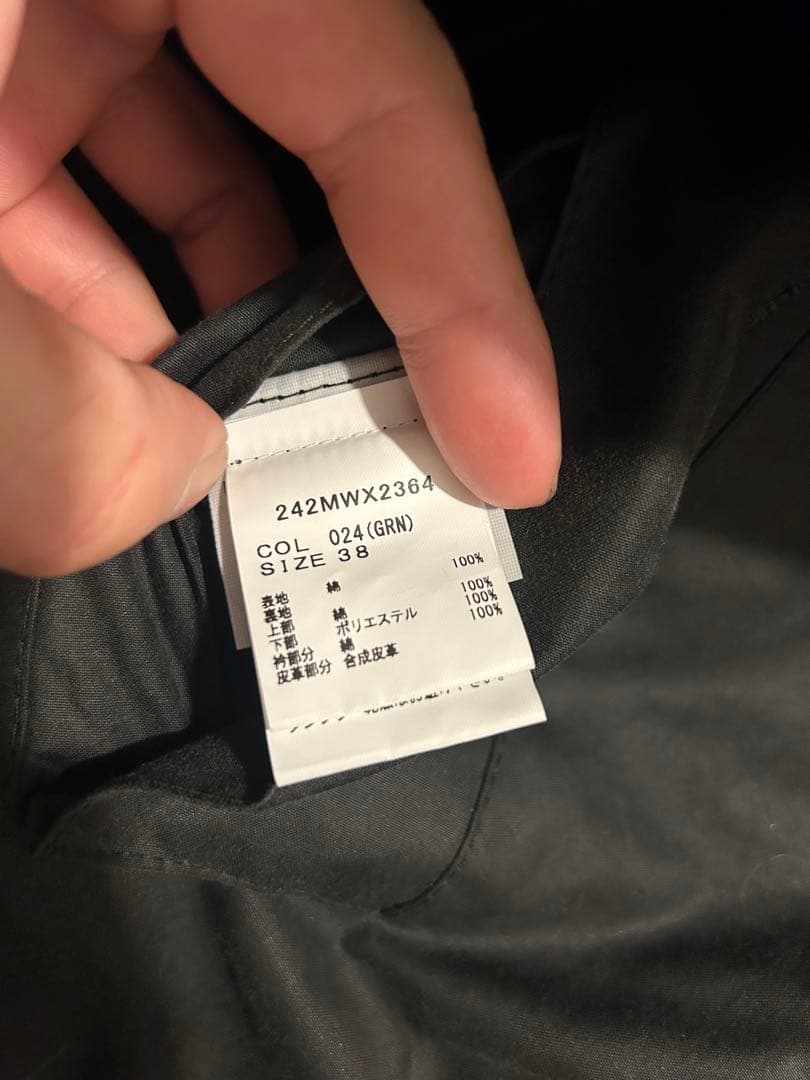 242MWX2364
COL 024(GRN)
SIZE 38
表地 綿 100%
裏地
上部 綿 100%
下部 ポリエステル 100%
衿部分 綿 100%
皮革部分 合成皮革